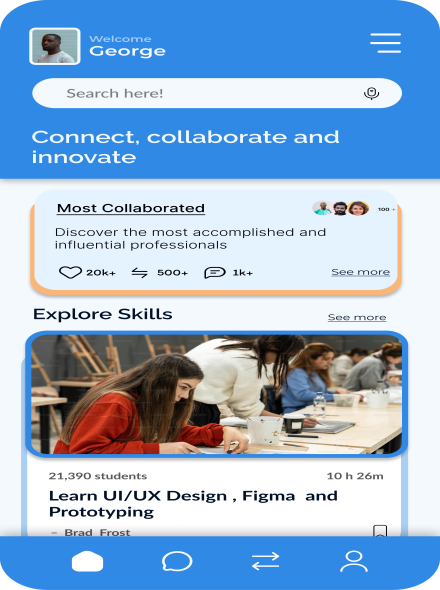 Welcome
George
Search here!
Connect, collaborate and
innovate
Most Collaborated
100 +
Discover the most accomplished and
influential professionals
20k+ 500+ 1k+ See more
Explore Skills See more
21,390 students 10 h 26m
Learn UI/UX Design , Figma and
Prototyping
– Brad Frost